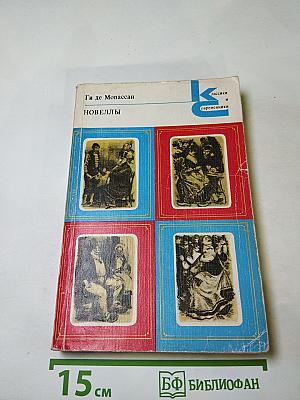 Ги де Мопассан
НОВЕЛЛЫ
Классики
и
Современники
15 см
БФ БИБЛИОФАН